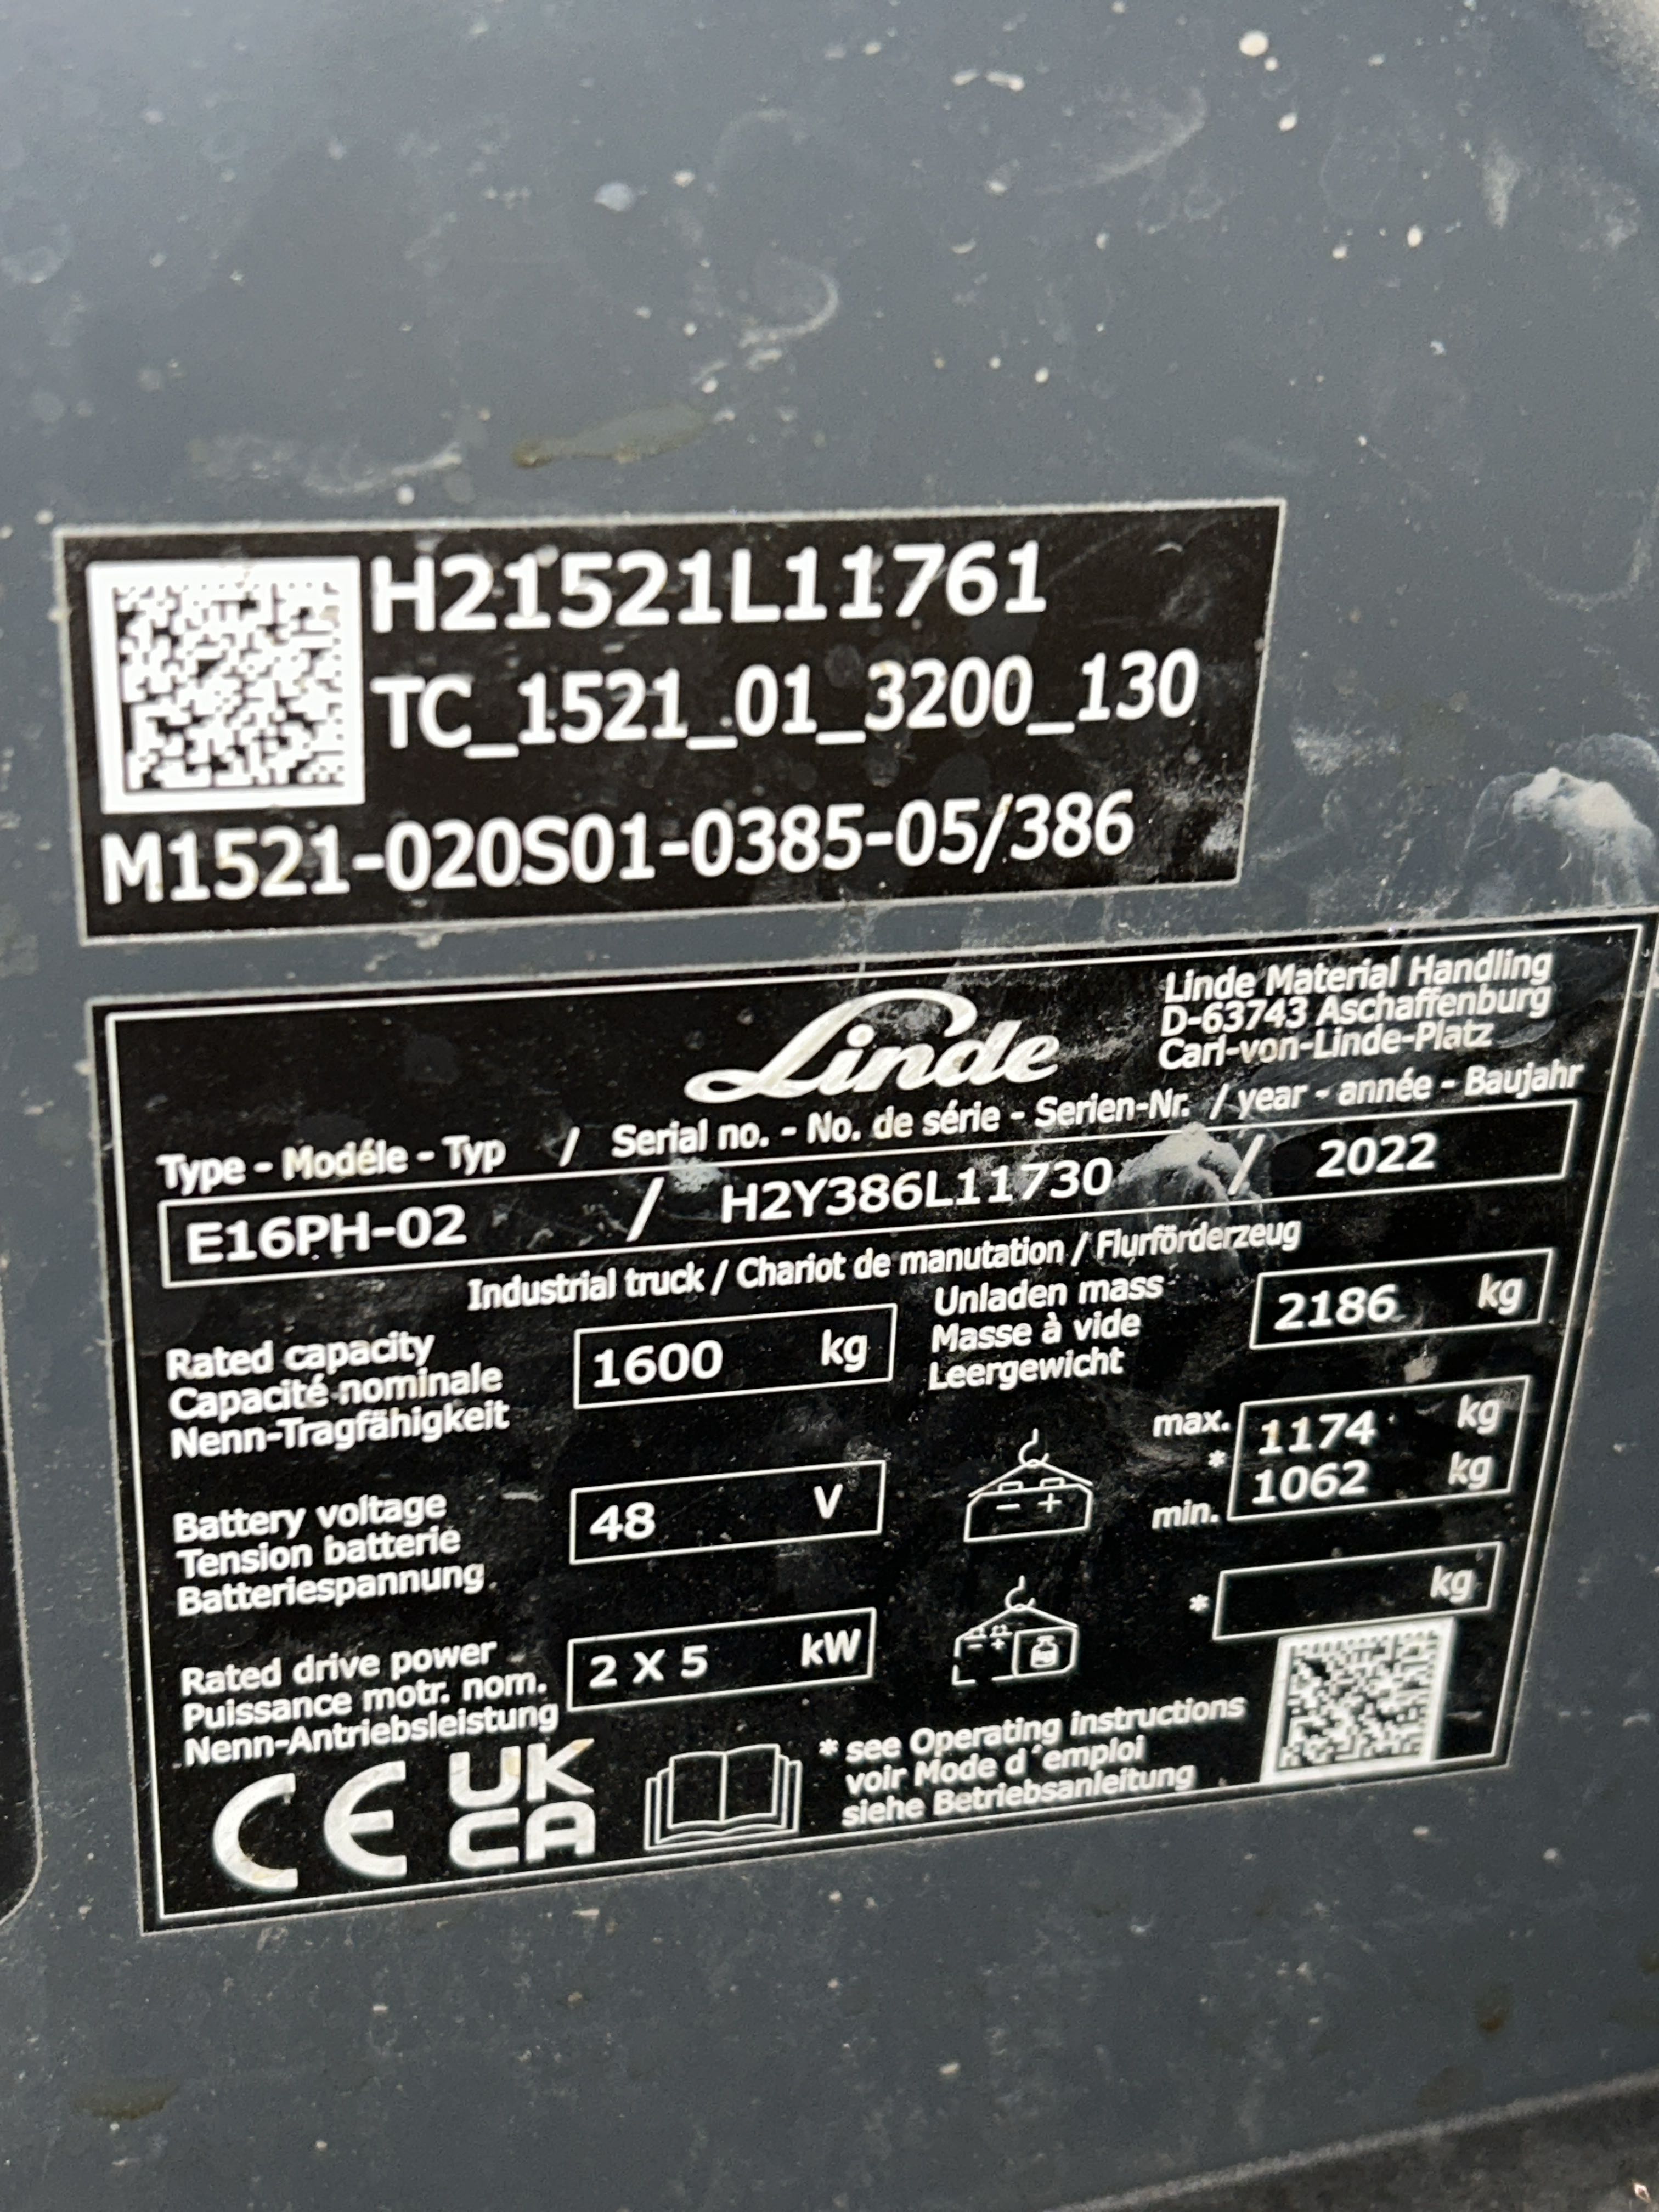 H21521L11761
TC_1521_01_3200_130
M1521-020S01-0385-05/386
Linde
Linde Material Handling
D-63743 Aschaffenburg
Carl-von-Linde-Platz
Type - Modéle - Typ / Serial no. - No. de série - Serien-Nr. / year - année - Baujahr
E16PH-02 / H2Y386L11730 / 2022
Industrial truck / Chariot de manutation / Flurförderzeug
Rated capacity
Capacité nominale
Nenn-Tragfähigkeit
1600 kg
Unladen mass
Masse à vide
Leergewicht
2186 kg
Battery voltage
Tension batterie
Batteriespannung
48 V
max. 1174 kg
*
min. 1062 kg
Rated drive power
Puissance motr. nom.
Nenn-Antriebsleistung
2 X 5 kW
* kg
CE
UK
CA
* see Operating instructions
voir Mode d´emploi
siehe Betriebsanleitung